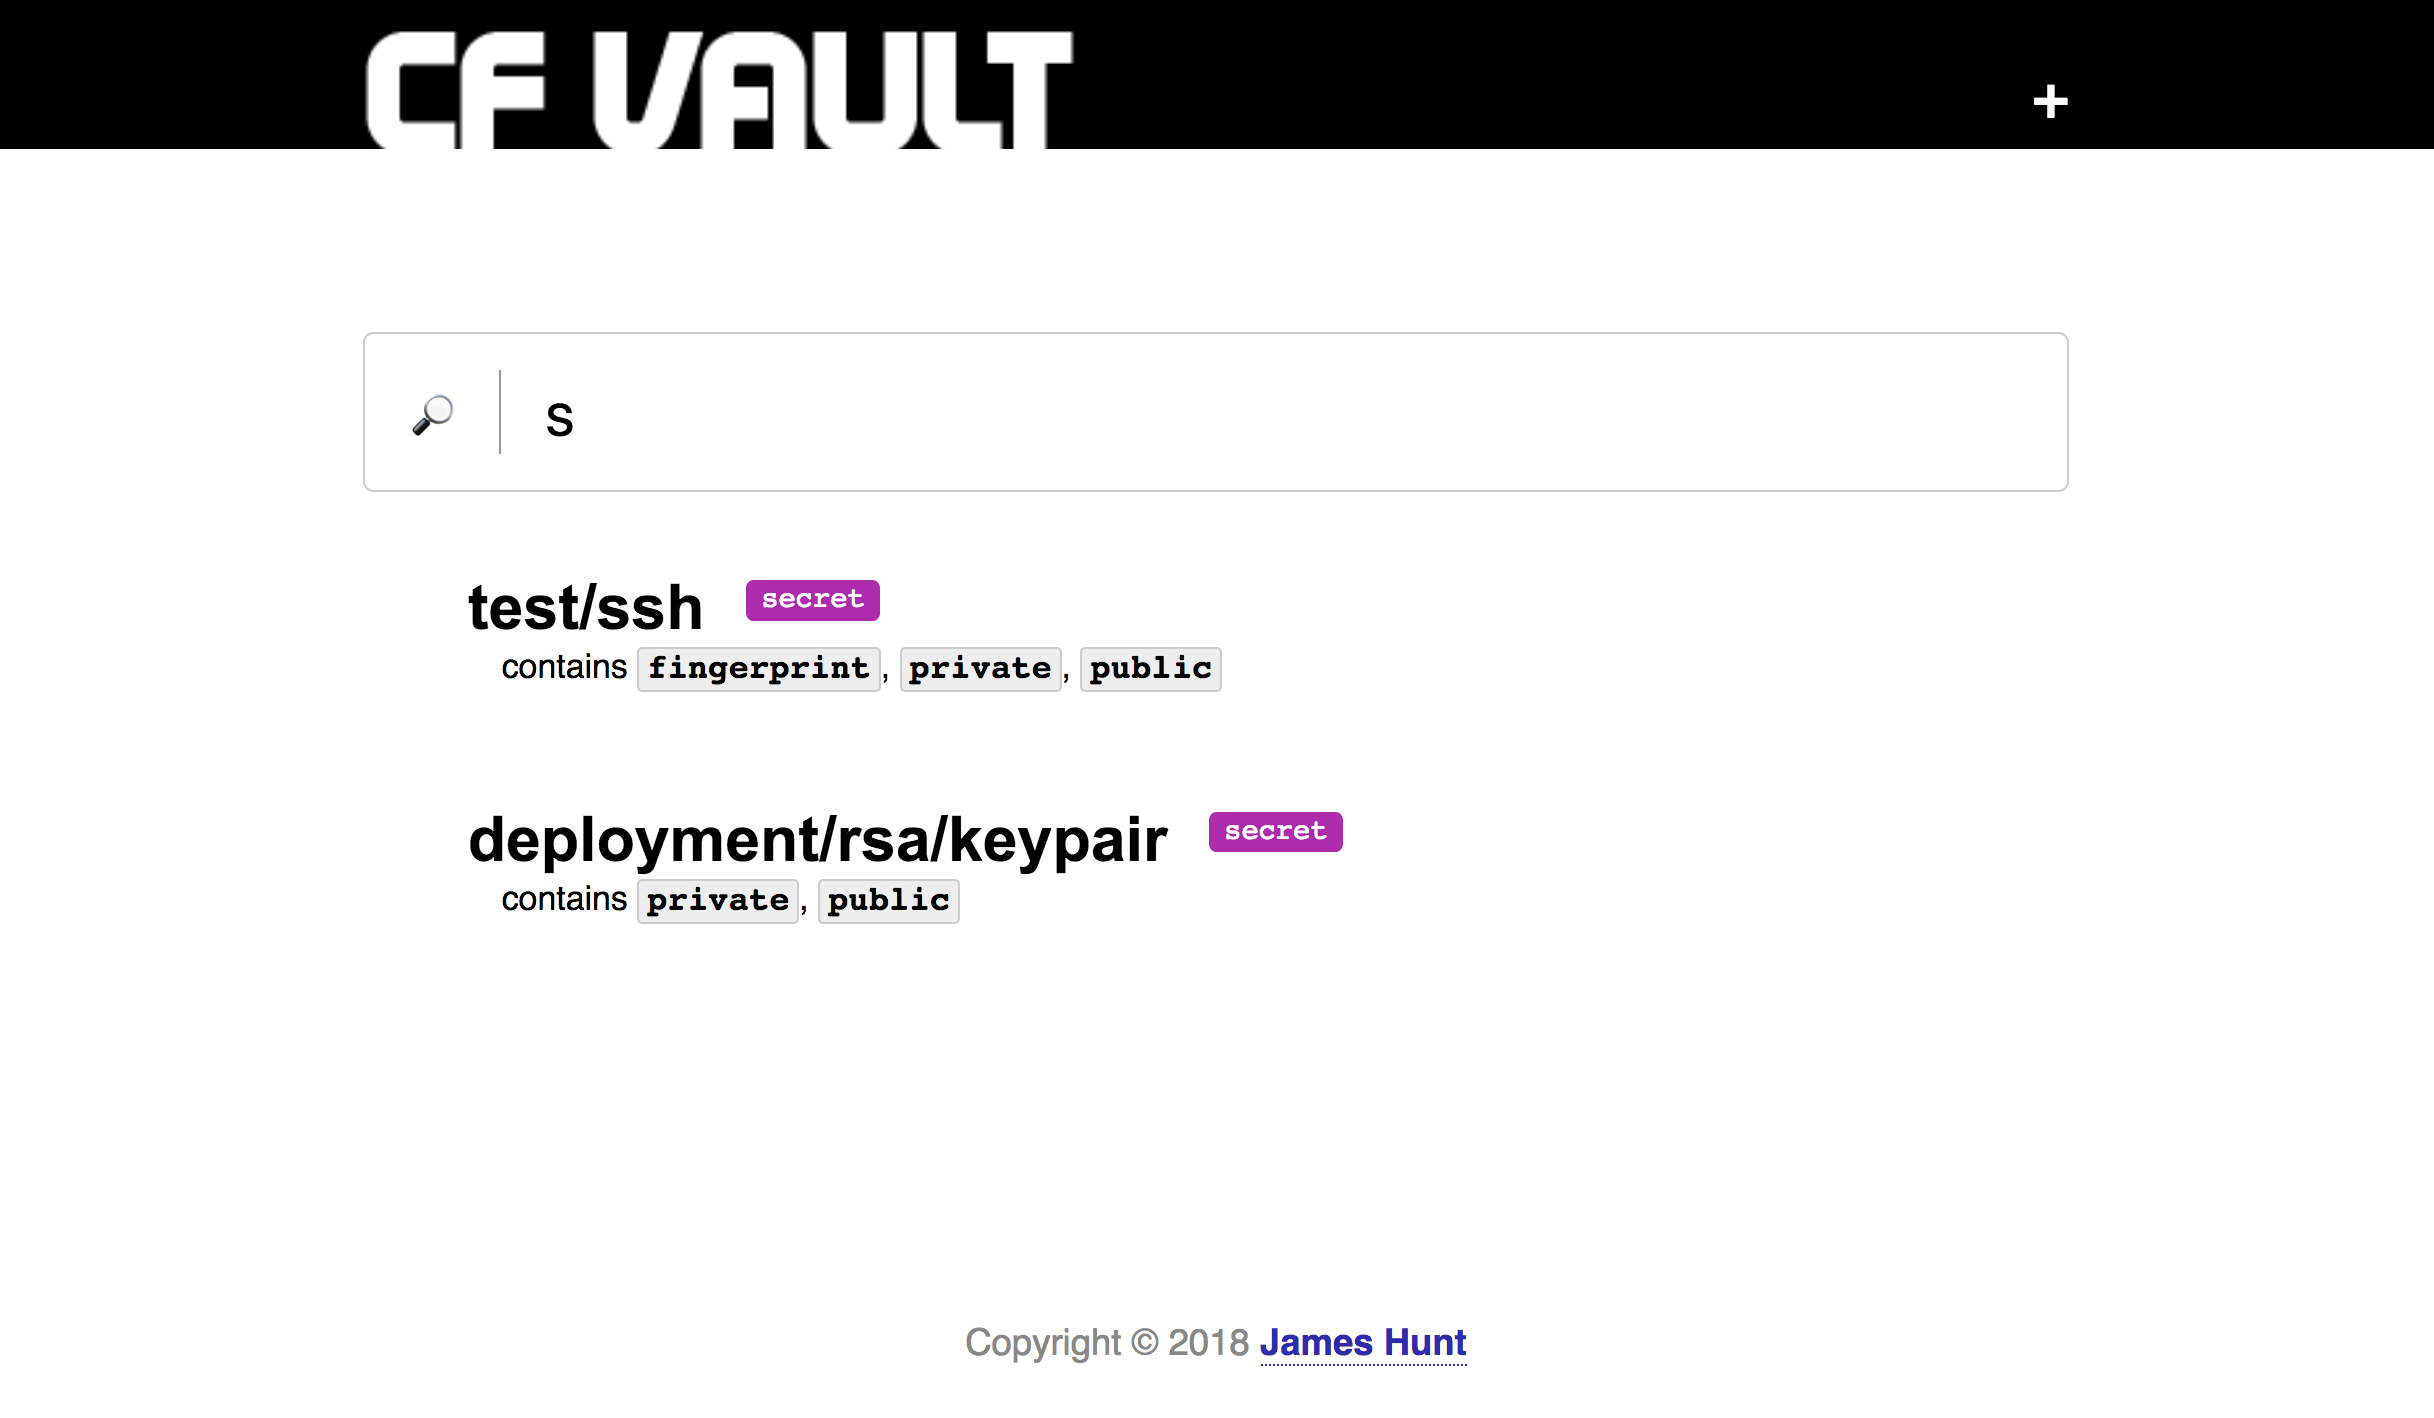 CF VAULT
+
s
test/ssh secret
contains fingerprint, private, public
deployment/rsa/keypair secret
contains private, public
Copyright © 2018 James Hunt